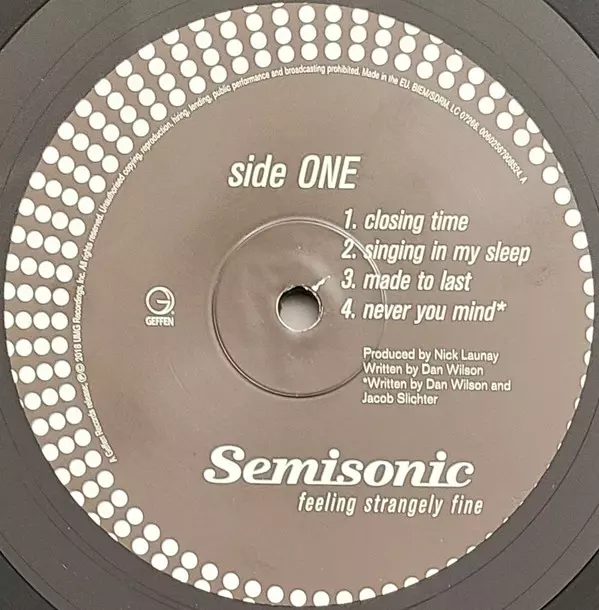 A Geffen Records release; ℗© 2018 UMG Recordings, Inc. All rights reserved. Unauthorised copying, reproduction, hiring, lending, public performance and broadcasting prohibited. Made in the EU. BIEM/SDRM, LC 07266, 00602567908524, A
side ONE
1. closing time
2. singing in my sleep
3. made to last
4. never you mind*
G
GEFFEN
Produced by Nick Launay
Written by Dan Wilson
*Written by Dan Wilson and
Jacob Slichter
Semisonic
feeling strangely fine